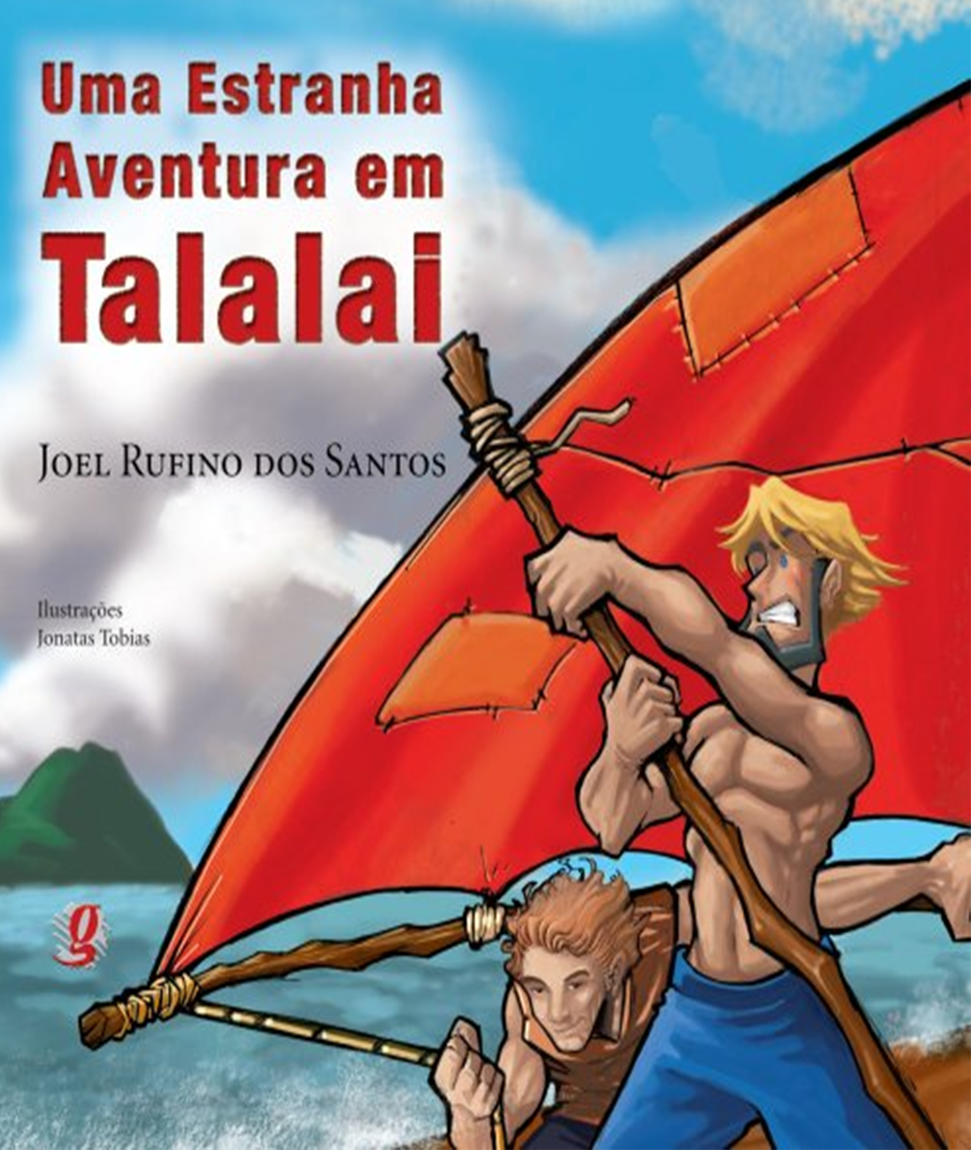 Uma Estranha
Aventura em
Talalai
JOEL RUFINO DOS SANTOS
Ilustrações
Jonatas Tobias
g